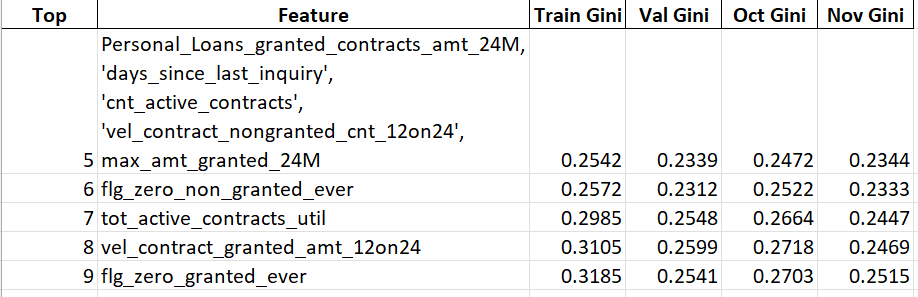 Top Feature Train Gini Val Gini Oct Gini Nov Gini
Personal_Loans_granted_contracts_amt_24M,
'days_since_last_inquiry',
'cnt_active_contracts',
'vel_contract_nongranted_cnt_12on24',
5 max_amt_granted_24M 0.2542 0.2339 0.2472 0.2344
6 flg_zero_non_granted_ever 0.2572 0.2312 0.2522 0.2333
7 tot_active_contracts_util 0.2985 0.2548 0.2664 0.2447
8 vel_contract_granted_amt_12on24 0.3105 0.2599 0.2718 0.2469
9 flg_zero_granted_ever 0.3185 0.2541 0.2703 0.2515